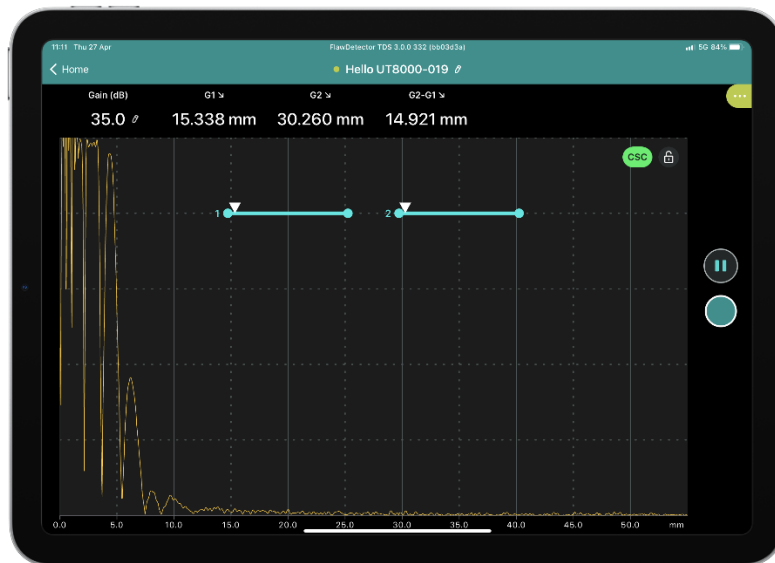 11:11 Thu 27 Apr
FlawDetector TDS 3.0.0 332 (bb03d3a)
5G 84%
Home
Hello UT8000-019
Gain (dB)
G1
G2
G2-G1
35.0
15.338 mm
30.260 mm
14.921 mm
CSC
1
2
0.0 5.0 10.0 15.0 20.0 25.0 30.0 35.0 40.0 45.0 50.0 mm